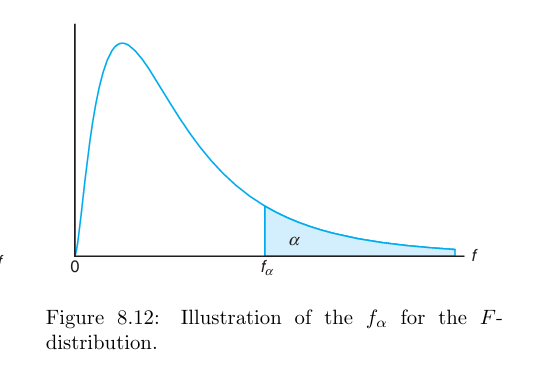 α
f
f
0
fα
Figure 8.12: Illustration of the fα for the F-
distribution.